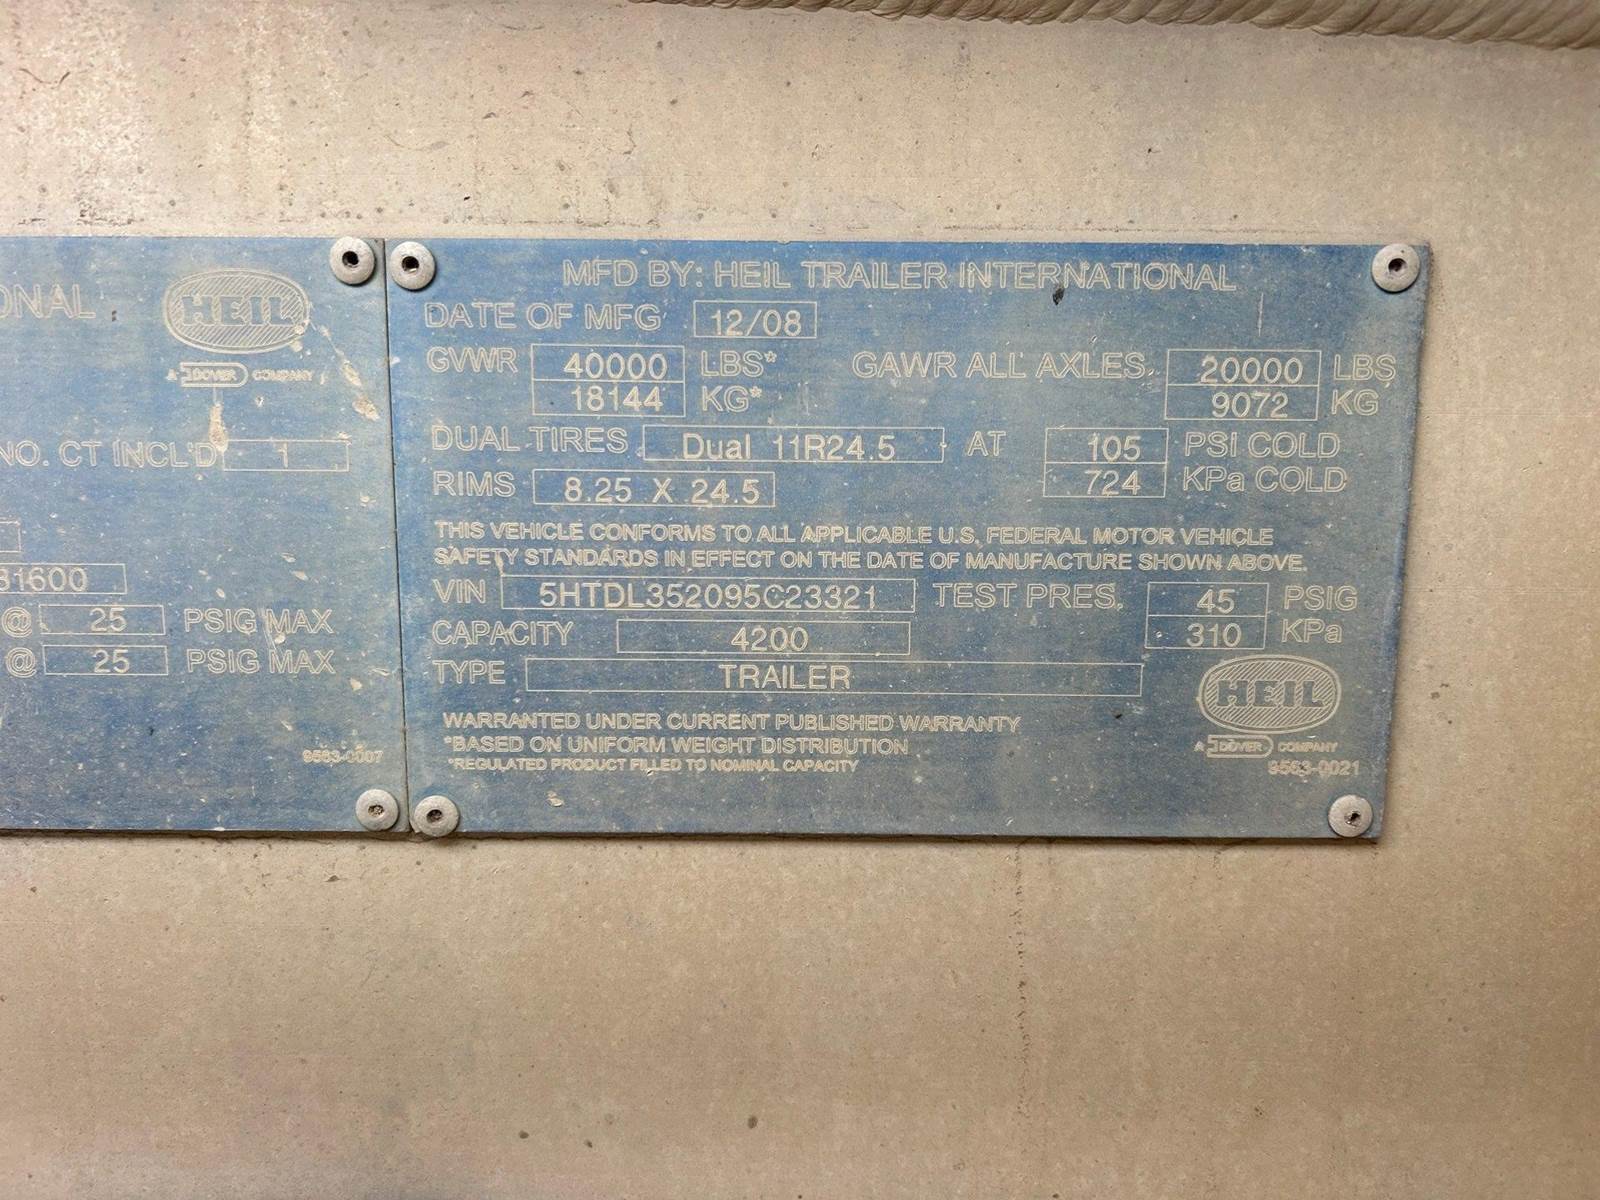 ONAL
HEIL
A DOVER COMPANY
NO. CT INCL'D 1
31600
@ 25 PSIG MAX
@ 25 PSIG MAX
9563-0007
MFD BY: HEIL TRAILER INTERNATIONAL
DATE OF MFG 12/08
GVWR 40000 LBS* GAWR ALL AXLES 20000 LBS
18144 KG* 9072 KG
DUAL TIRES Dual 11R24.5 AT 105 PSI COLD
RIMS 8.25 X 24.5 724 KPa COLD
THIS VEHICLE CONFORMS TO ALL APPLICABLE U.S. FEDERAL MOTOR VEHICLE
SAFETY STANDARDS IN EFFECT ON THE DATE OF MANUFACTURE SHOWN ABOVE.
VIN 5HTDL352095C23321 TEST PRES. 45 PSIG
CAPACITY 4200 310 KPa
TYPE TRAILER
WARRANTED UNDER CURRENT PUBLISHED WARRANTY
*BASED ON UNIFORM WEIGHT DISTRIBUTION
*REGULATED PRODUCT FILLED TO NOMINAL CAPACITY
HEIL
A DOVER COMPANY
9563-0021